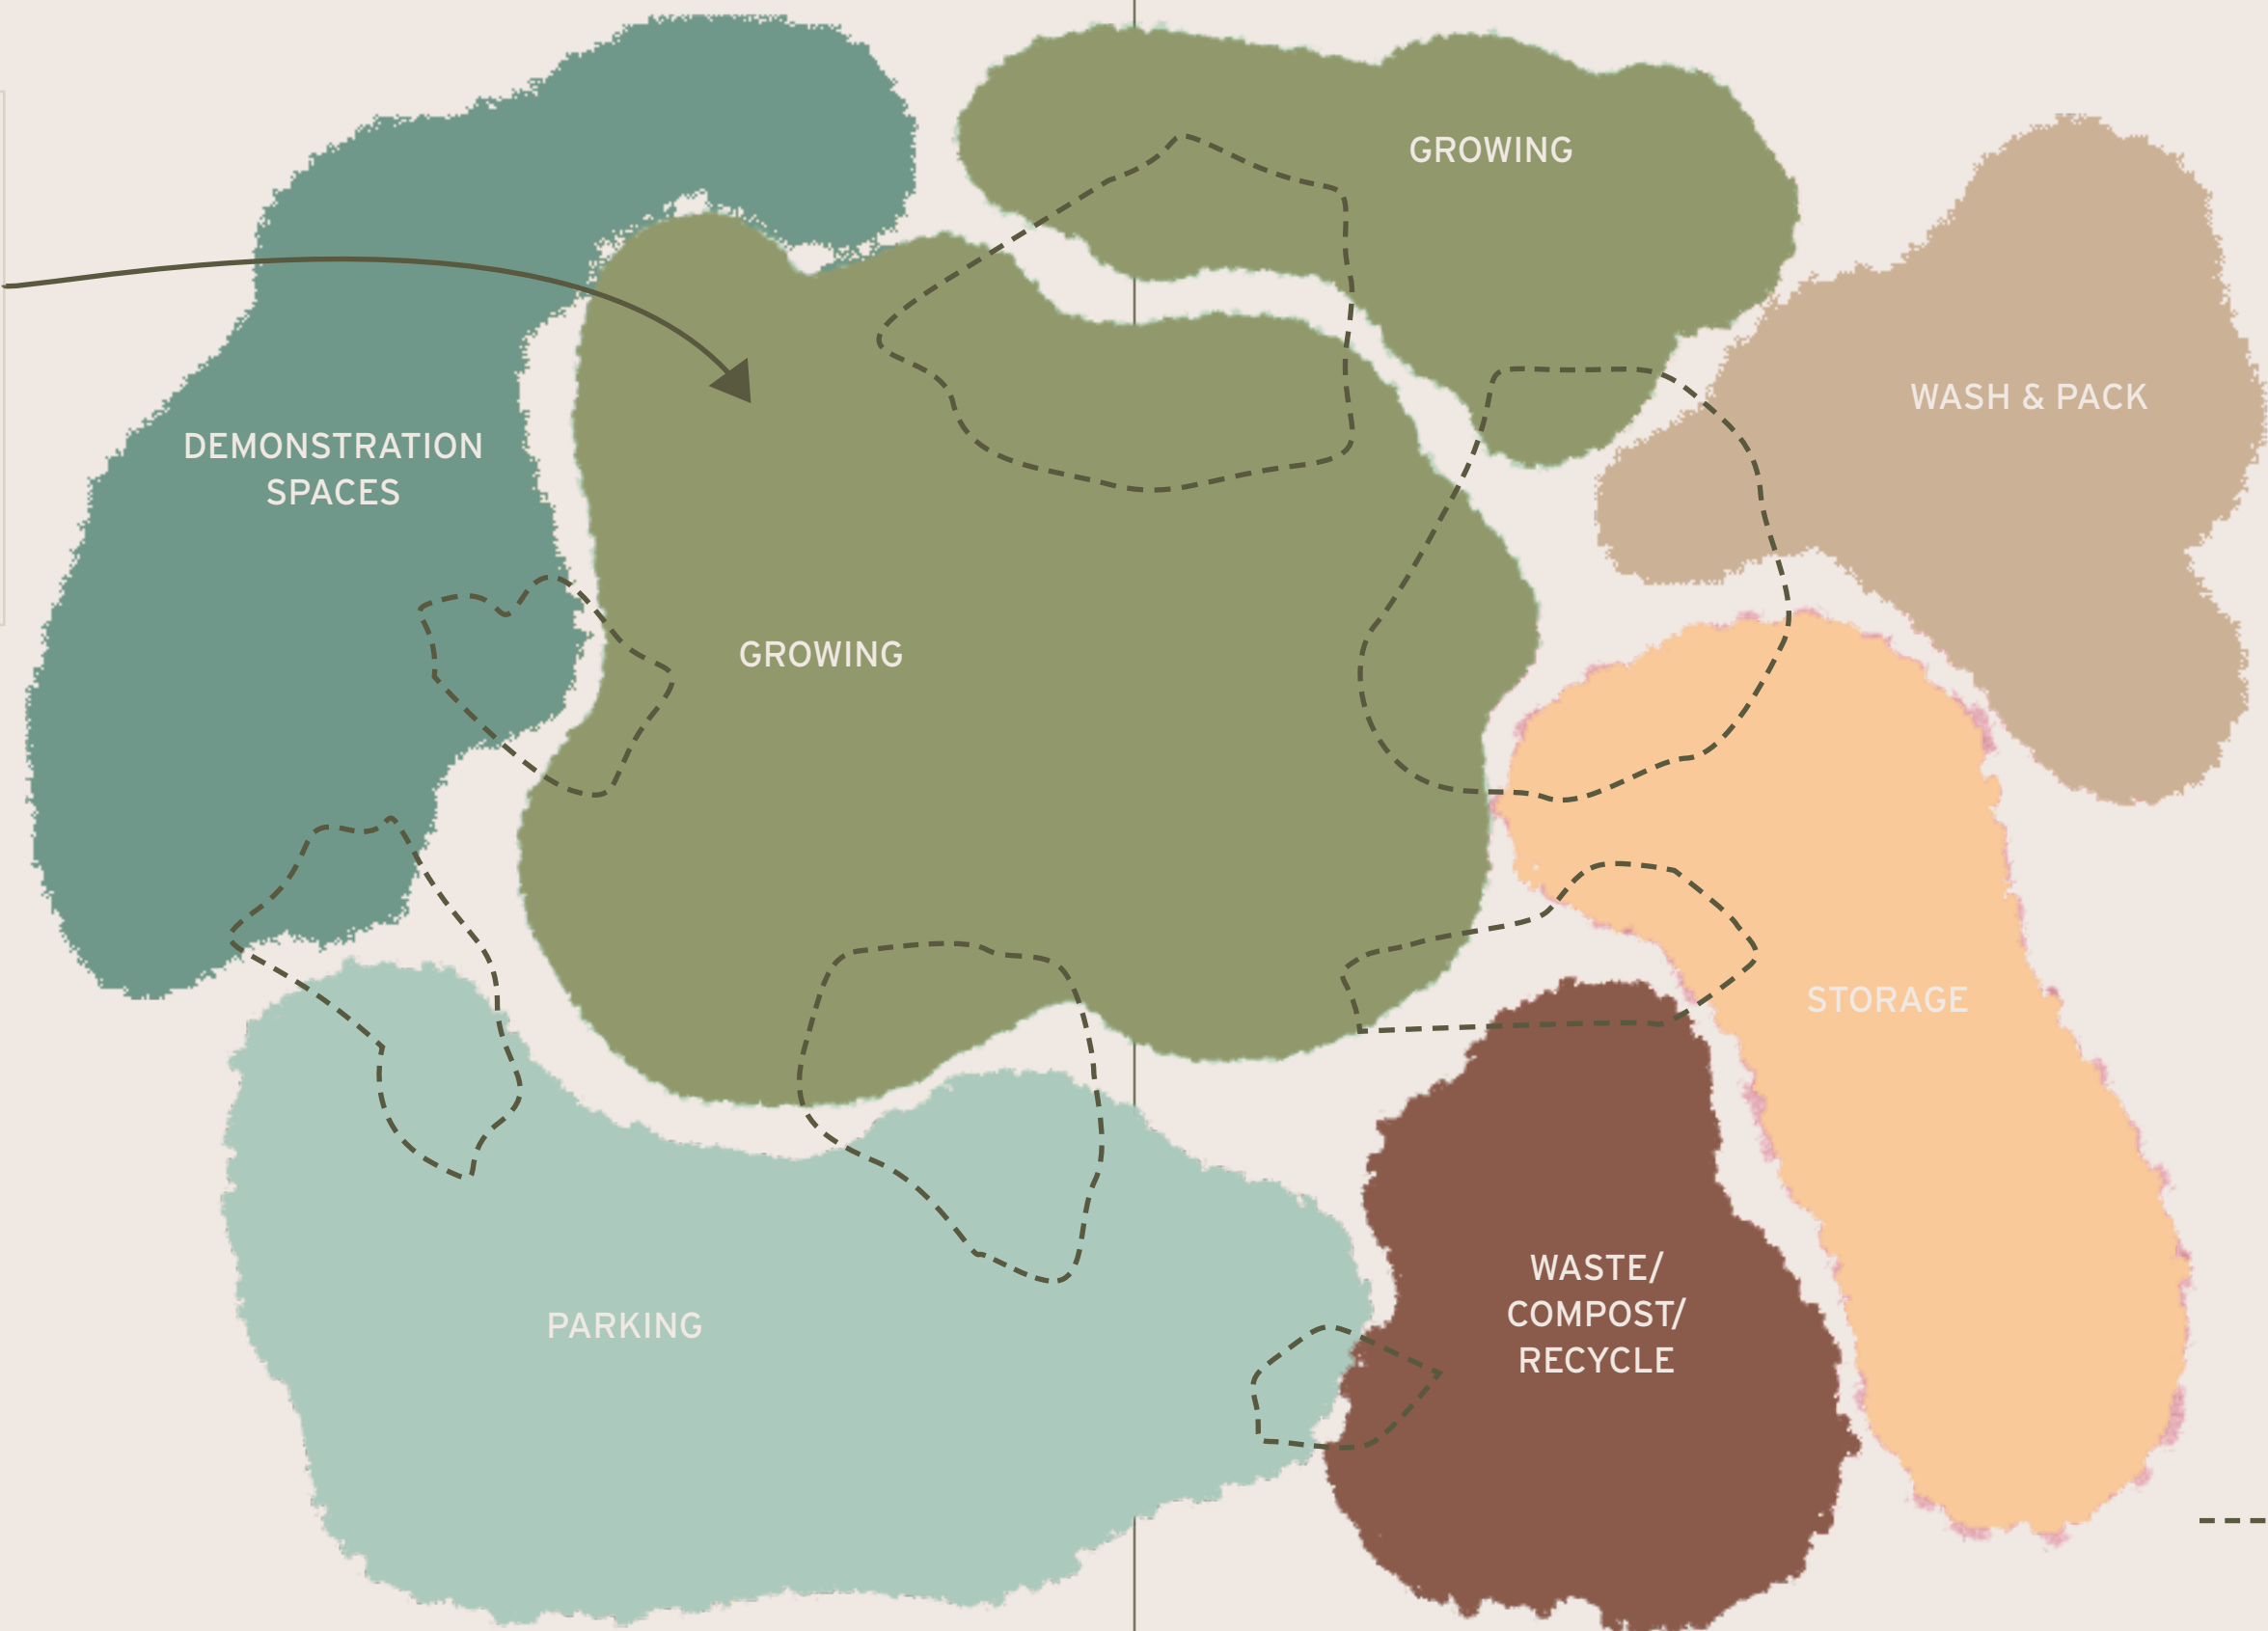 GROWING
WASH & PACK
DEMONSTRATION
SPACES
GROWING
STORAGE
WASTE/
COMPOST/
RECYCLE
PARKING